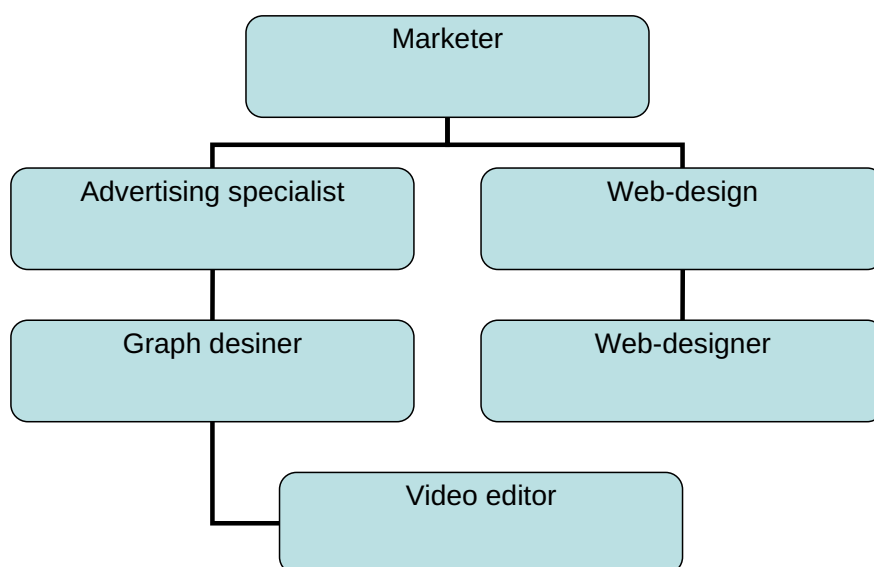 Marketer
Advertising specialist
Web-design
Graph desiner
Web-designer
Video editor